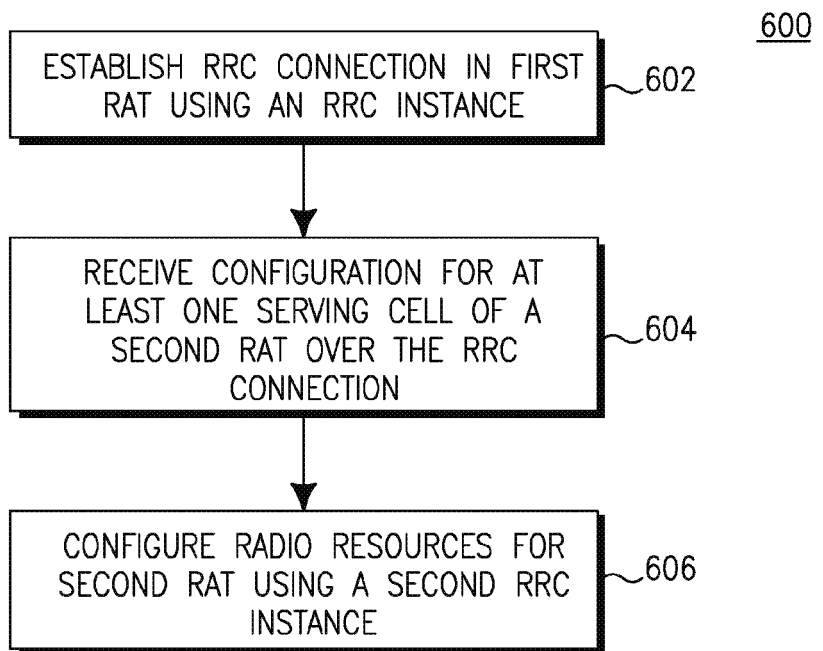 600
ESTABLISH RRC CONNECTION IN FIRST
RAT USING AN RRC INSTANCE
602
RECEIVE CONFIGURATION FOR AT
LEAST ONE SERVING CELL OF A
SECOND RAT OVER THE RRC
CONNECTION
604
CONFIGURE RADIO RESOURCES FOR
SECOND RAT USING A SECOND RRC
INSTANCE
606